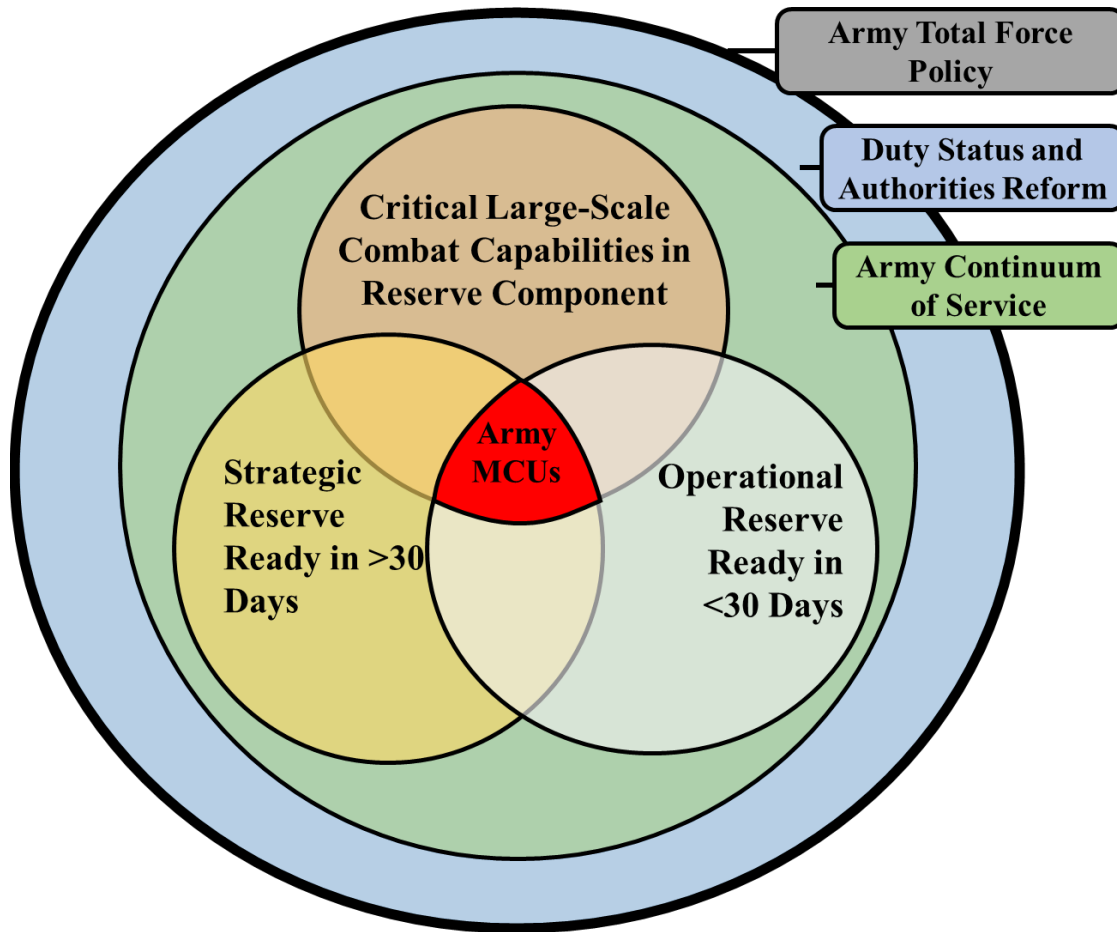 Army Total Force
Policy
Duty Status and
Authorities Reform
Army Continuum
of Service
Critical Large-Scale
Combat Capabilities in
Reserve Component
Army
MCUs
Strategic
Reserve
Ready in >30
Days
Operational
Reserve
Ready in
<30 Days